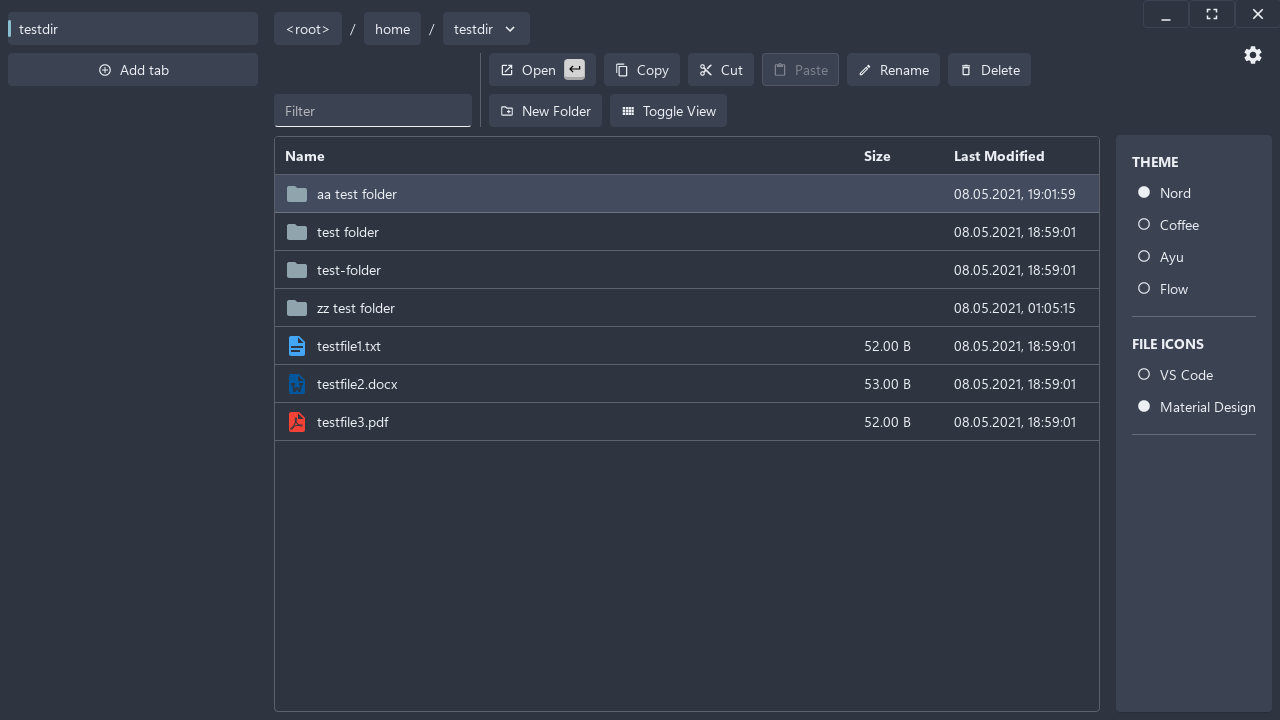 testdir
Add tab
<root> / home / testdir
Open Copy Cut Paste Rename Delete
Filter
New Folder Toggle View
Name Size Last Modified
aa test folder 08.05.2021, 19:01:59
test folder 08.05.2021, 18:59:01
test-folder 08.05.2021, 18:59:01
zz test folder 08.05.2021, 01:05:15
testfile1.txt 52.00 B 08.05.2021, 18:59:01
testfile2.docx 53.00 B 08.05.2021, 18:59:01
testfile3.pdf 52.00 B 08.05.2021, 18:59:01
THEME
Nord
Coffee
Ayu
Flow
FILE ICONS
VS Code
Material Design